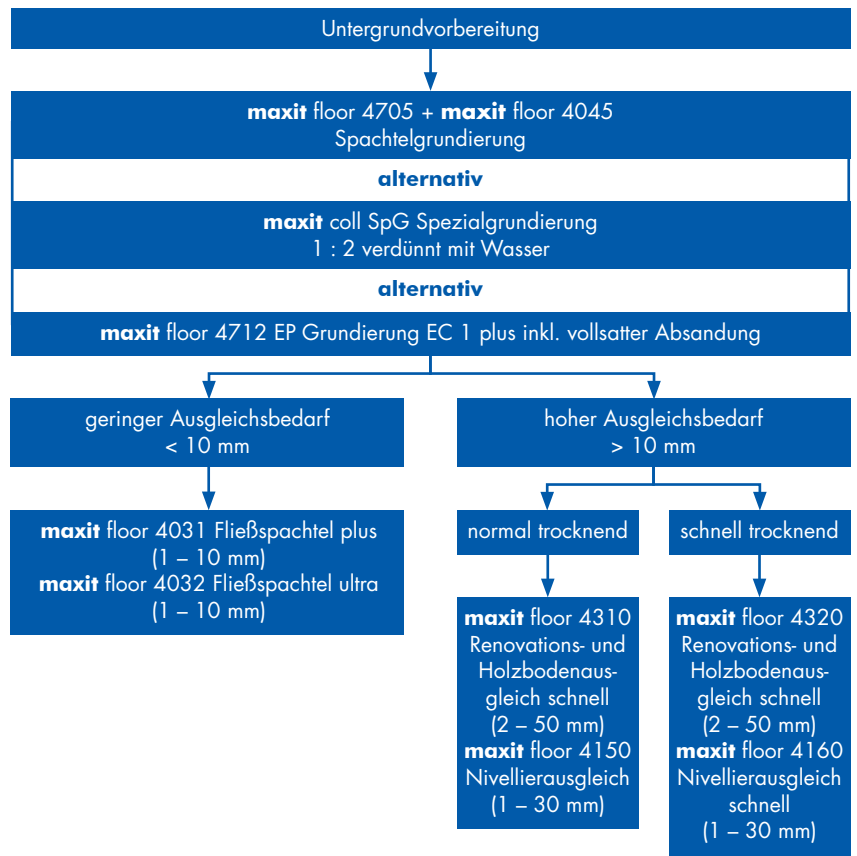 Untergrundvorbereitung
maxit floor 4705 + maxit floor 4045
Spachtelgrundierung
alternativ
maxit coll SpG Spezialgrundierung
1 : 2 verdünnt mit Wasser
alternativ
maxit floor 4712 EP Grundierung EC 1 plus inkl. vollsatter Absandung
geringer Ausgleichsbedarf
< 10 mm
maxit floor 4031 Fließspachtel plus
(1 – 10 mm)
maxit floor 4032 Fließspachtel ultra
(1 – 10 mm)
hoher Ausgleichsbedarf
> 10 mm
normal trocknend
maxit floor 4310
Renovations- und
Holzbodenaus-
gleich schnell
(2 – 50 mm)
maxit floor 4150
Nivellierausgleich
(1 – 30 mm)
schnell trocknend
maxit floor 4320
Renovations- und
Holzbodenaus-
gleich schnell
(2 – 50 mm)
maxit floor 4160
Nivellierausgleich
schnell
(1 – 30 mm)